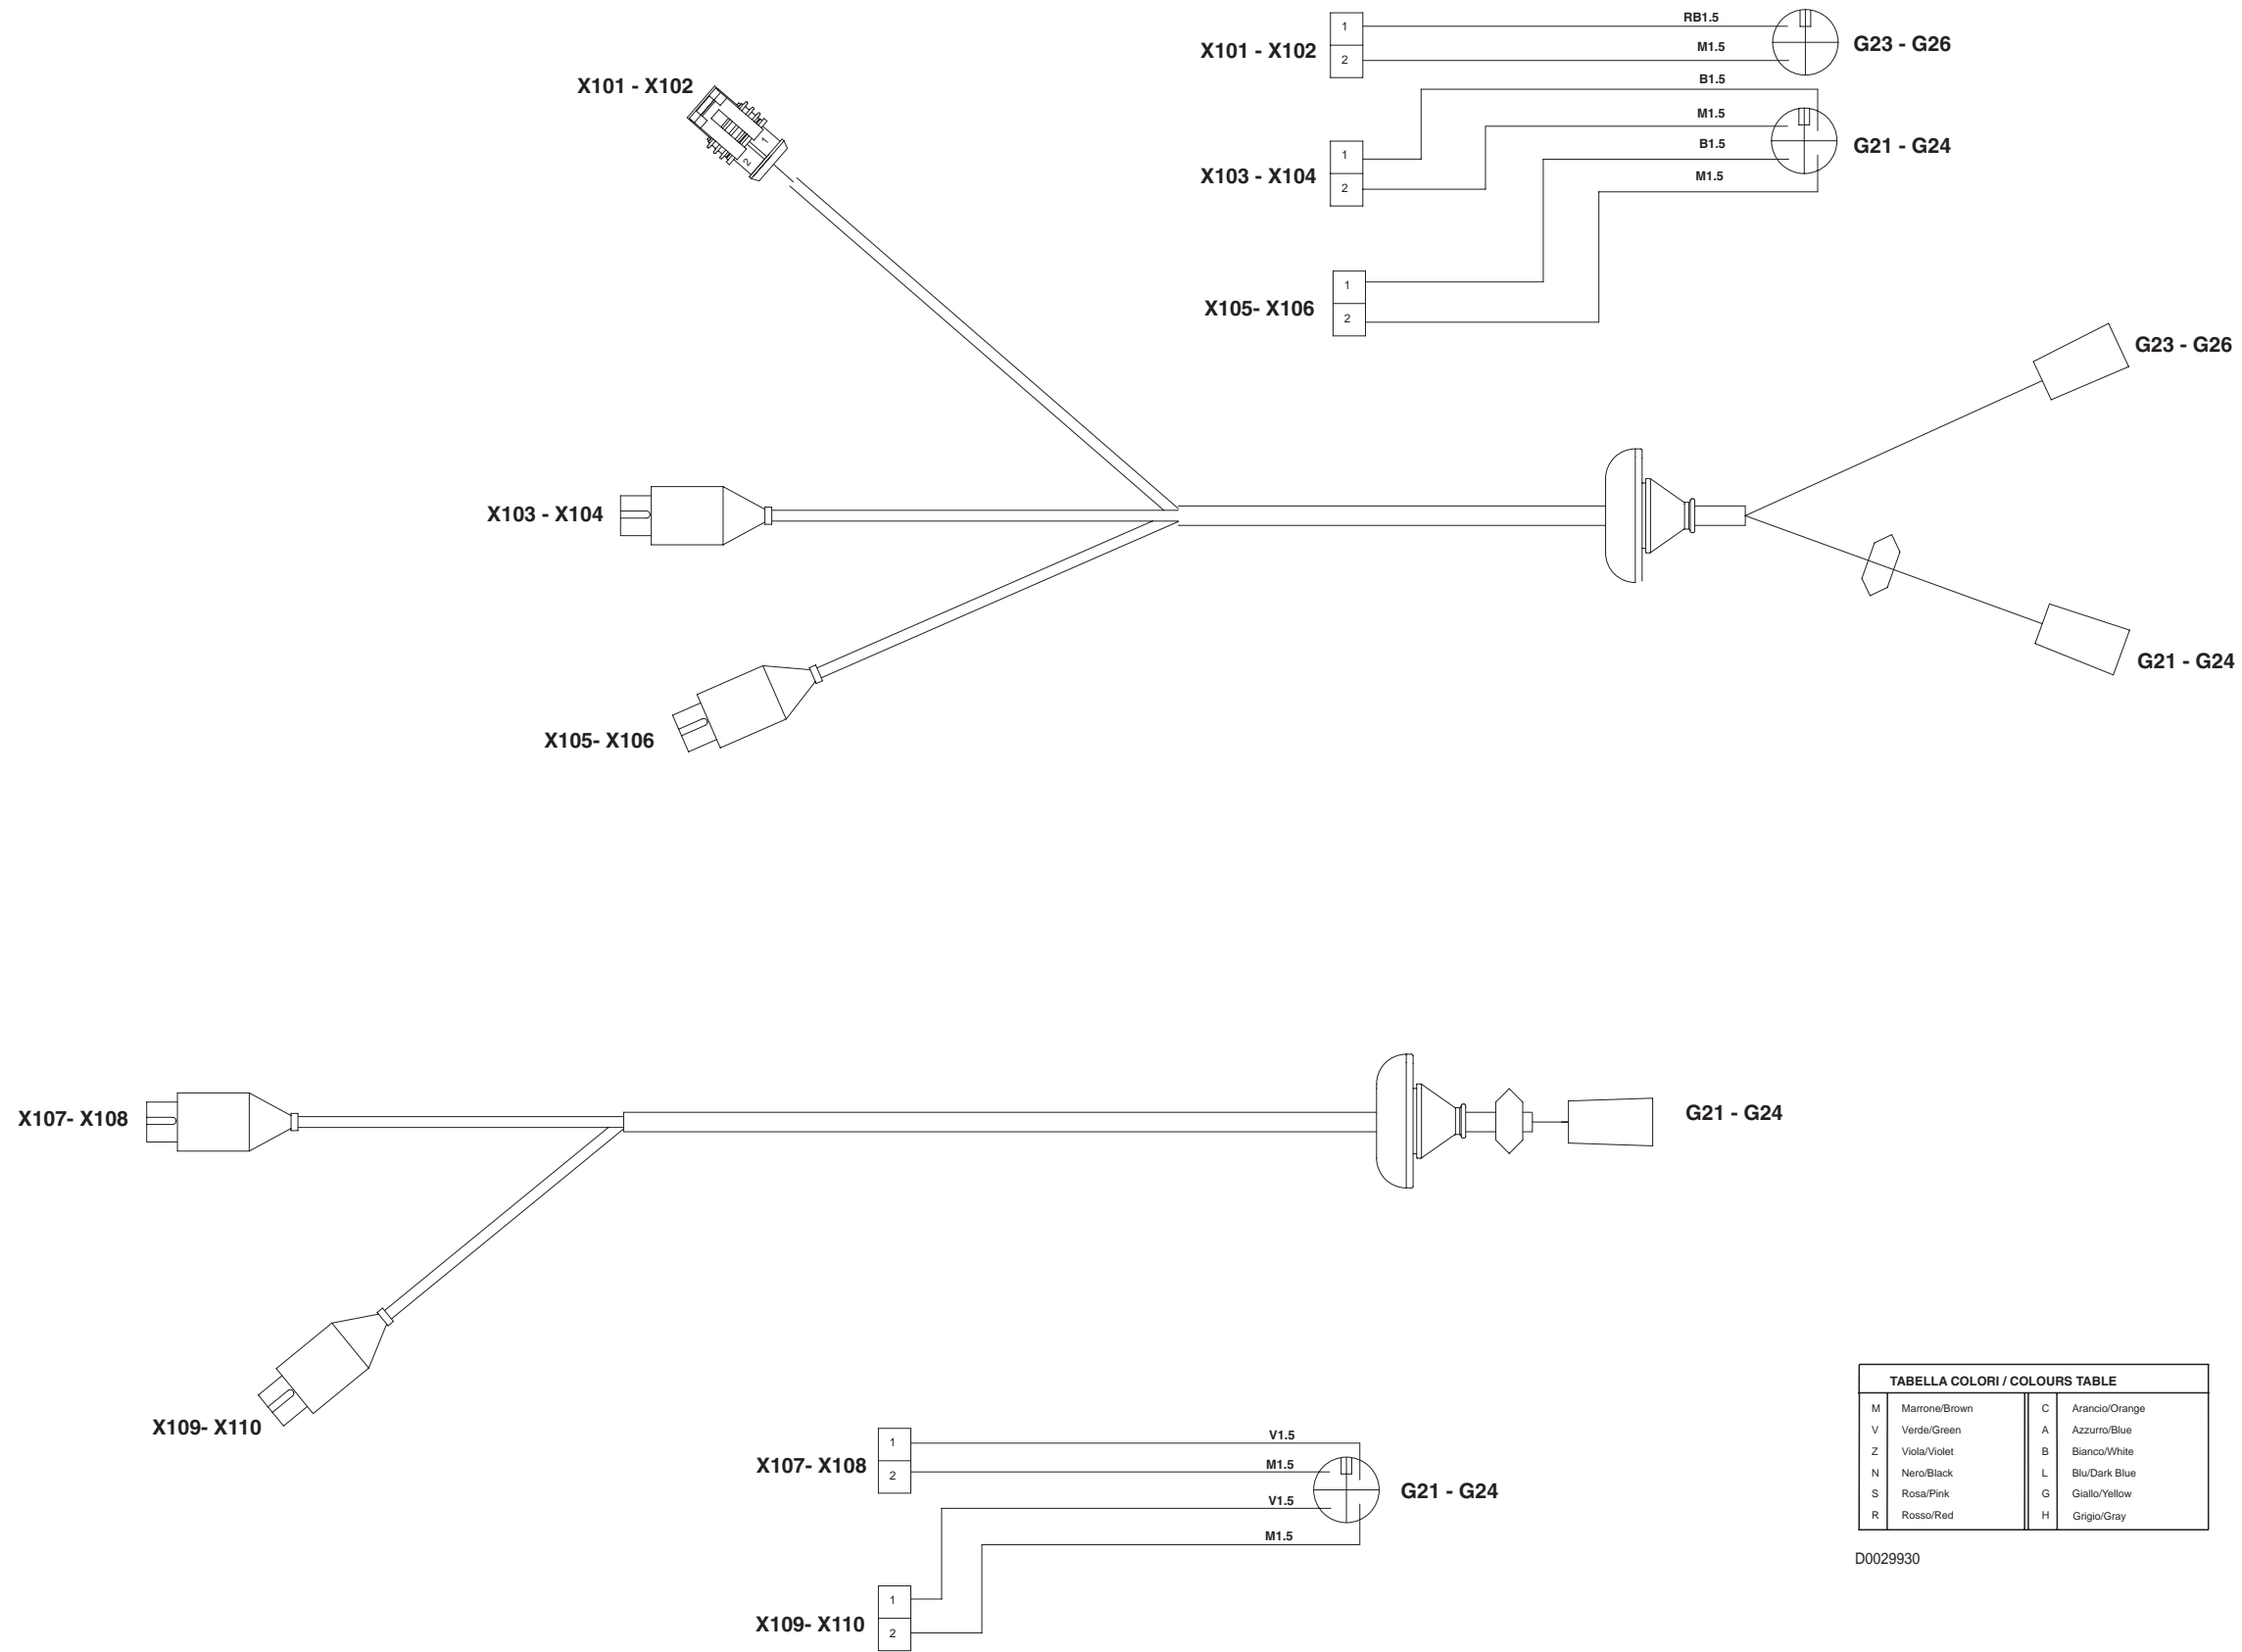 RB1.5
X101 - X102
1
2
M1.5
G23 - G26
B1.5
X101 - X102
1
2
M1.5
B1.5
G21 - G24
X103 - X104
1
2
M1.5
X105- X106
1
2
G23 - G26
X103 - X104
G21 - G24
X105- X106
X107- X108
G21 - G24
X109- X110
TABELLA COLORI / COLOURS TABLE
M Marrone/Brown C Arancio/Orange
V Verde/Green A Azzurro/Blue
Z Viola/Violet B Bianco/White
N Nero/Black L Blu/Dark Blue
S Rosa/Pink G Giallo/Yellow
R Rosso/Red H Grigio/Gray
D0029930
X107- X108
1
2
V1.5
M1.5
V1.5
G21 - G24
M1.5
X109- X110
1
2